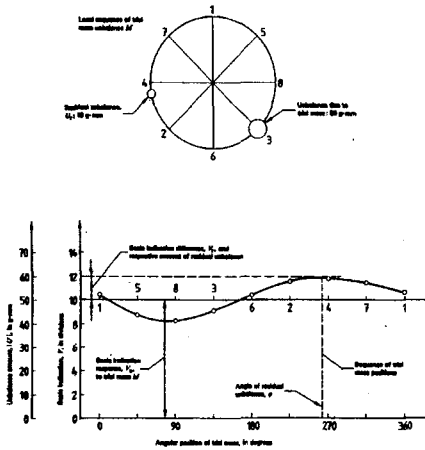 Local sequence of trial
mass unbalance M
1
7
5
4
8
2
3
6
Residual unbalance,
Unbalance due to
trial mass: 50 g·mm
Scale indication difference, and
respective amount of residual unbalance
Unbalance amount, in g·mm
70
60
50
40
30
20
10
0
Scale indication, in divisions
14
12
10
8
6
4
2
0
1 5 8 3 6 2 4 7 1
Scale indication
response,
to trial mass M
Sequence of trial
mass positions
Angle of residual
unbalance,
0 90 180 270 360
Angular position of trial mass, in degrees